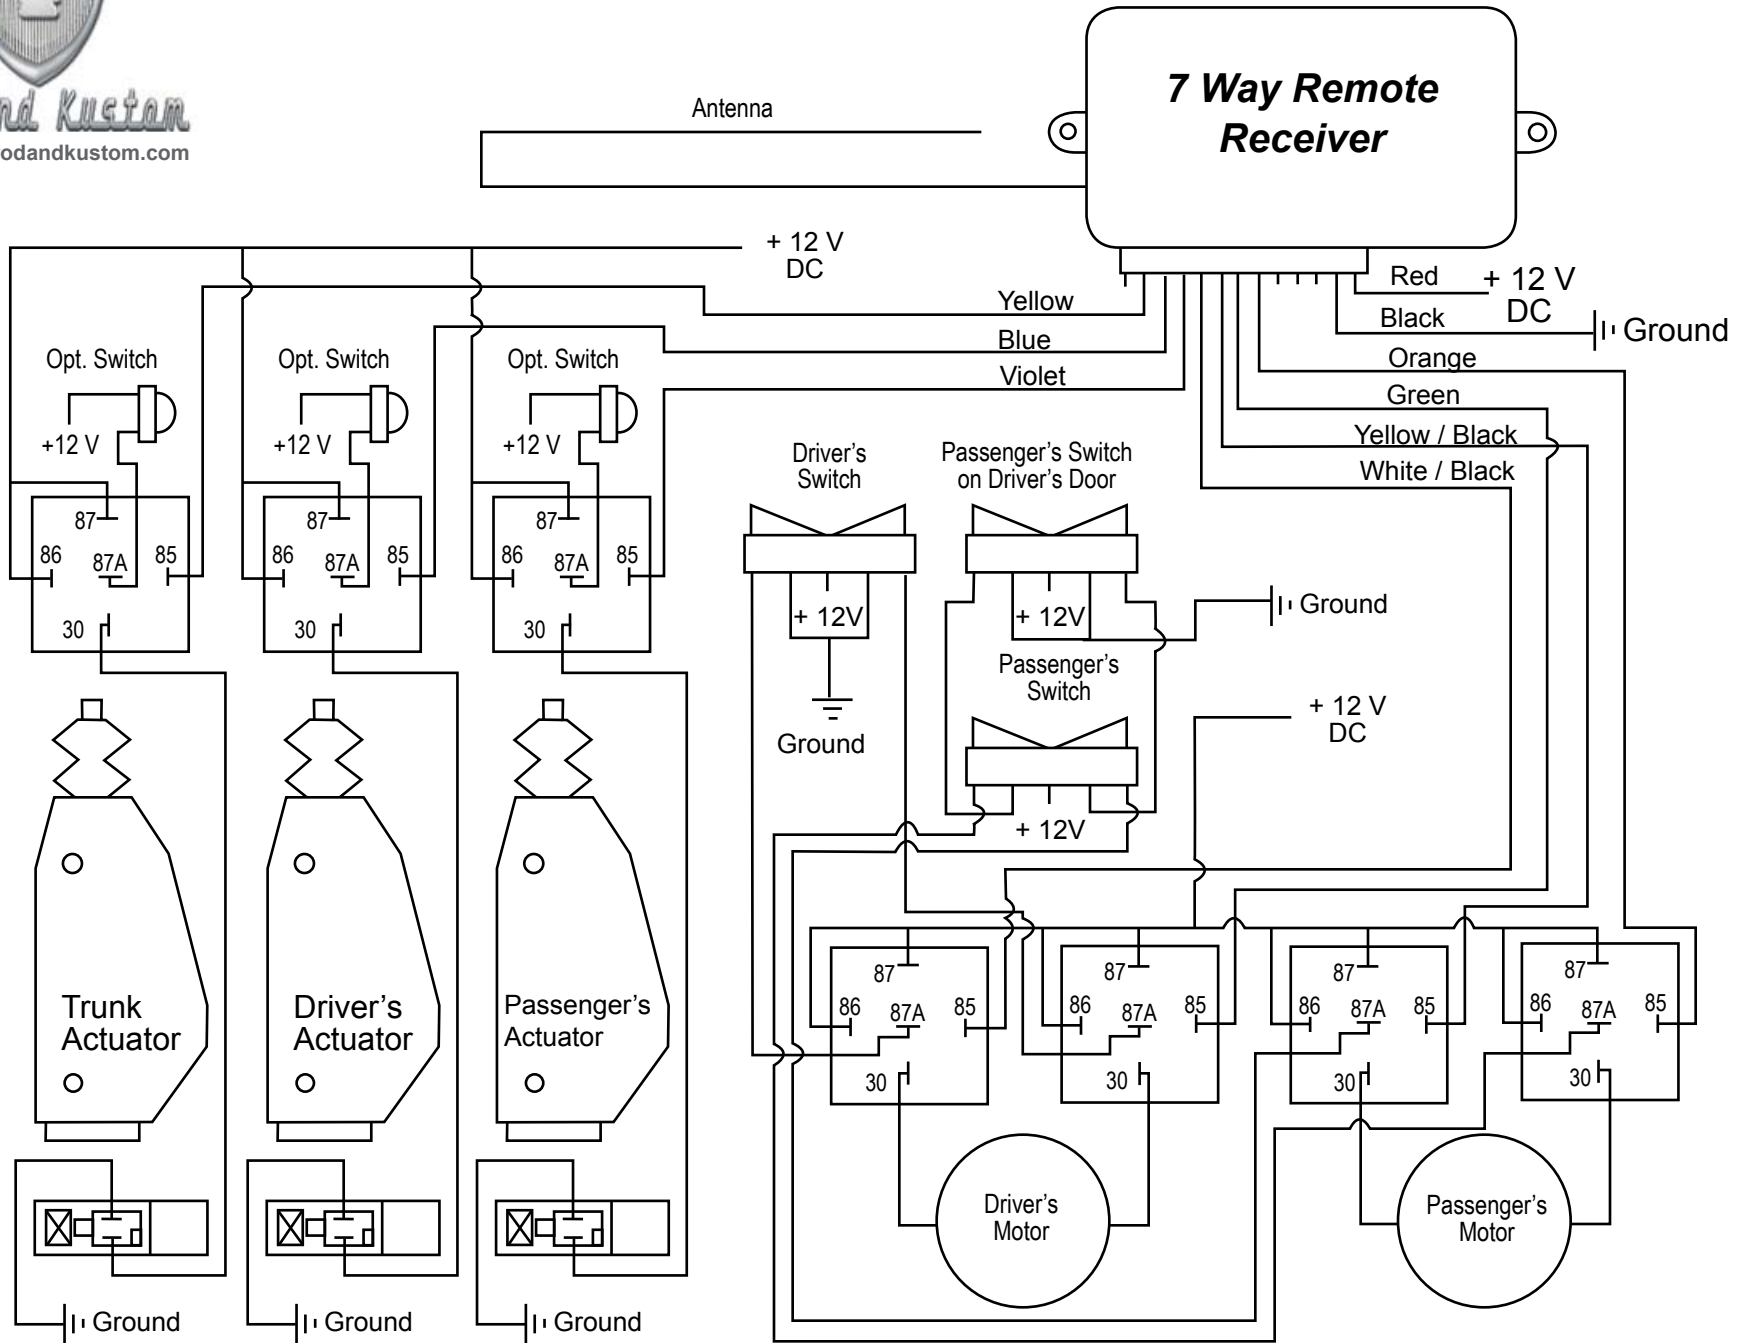 nd Kustom
odandkustom.com
7 Way Remote
Receiver
Antenna
+ 12 V
DC
Yellow
Blue
Violet
Red
+ 12 V
DC
Black
Ground
Orange
Green
Yellow / Black
White / Black
Opt. Switch
+12 V
87
86
87A
85
30
Opt. Switch
+12 V
87
86
87A
85
30
Opt. Switch
+12 V
87
86
87A
85
30
Driver's
Switch
+ 12V
Ground
Passenger's Switch
on Driver's Door
+ 12V
Ground
Passenger's
Switch
+ 12V
+ 12 V
DC
Trunk
Actuator
Ground
Driver's
Actuator
Ground
Passenger's
Actuator
Ground
87
86
87A
85
30
87
86
87A
85
30
87
86
87A
85
30
87
86
87A
85
30
Driver's
Motor
Passenger's
Motor